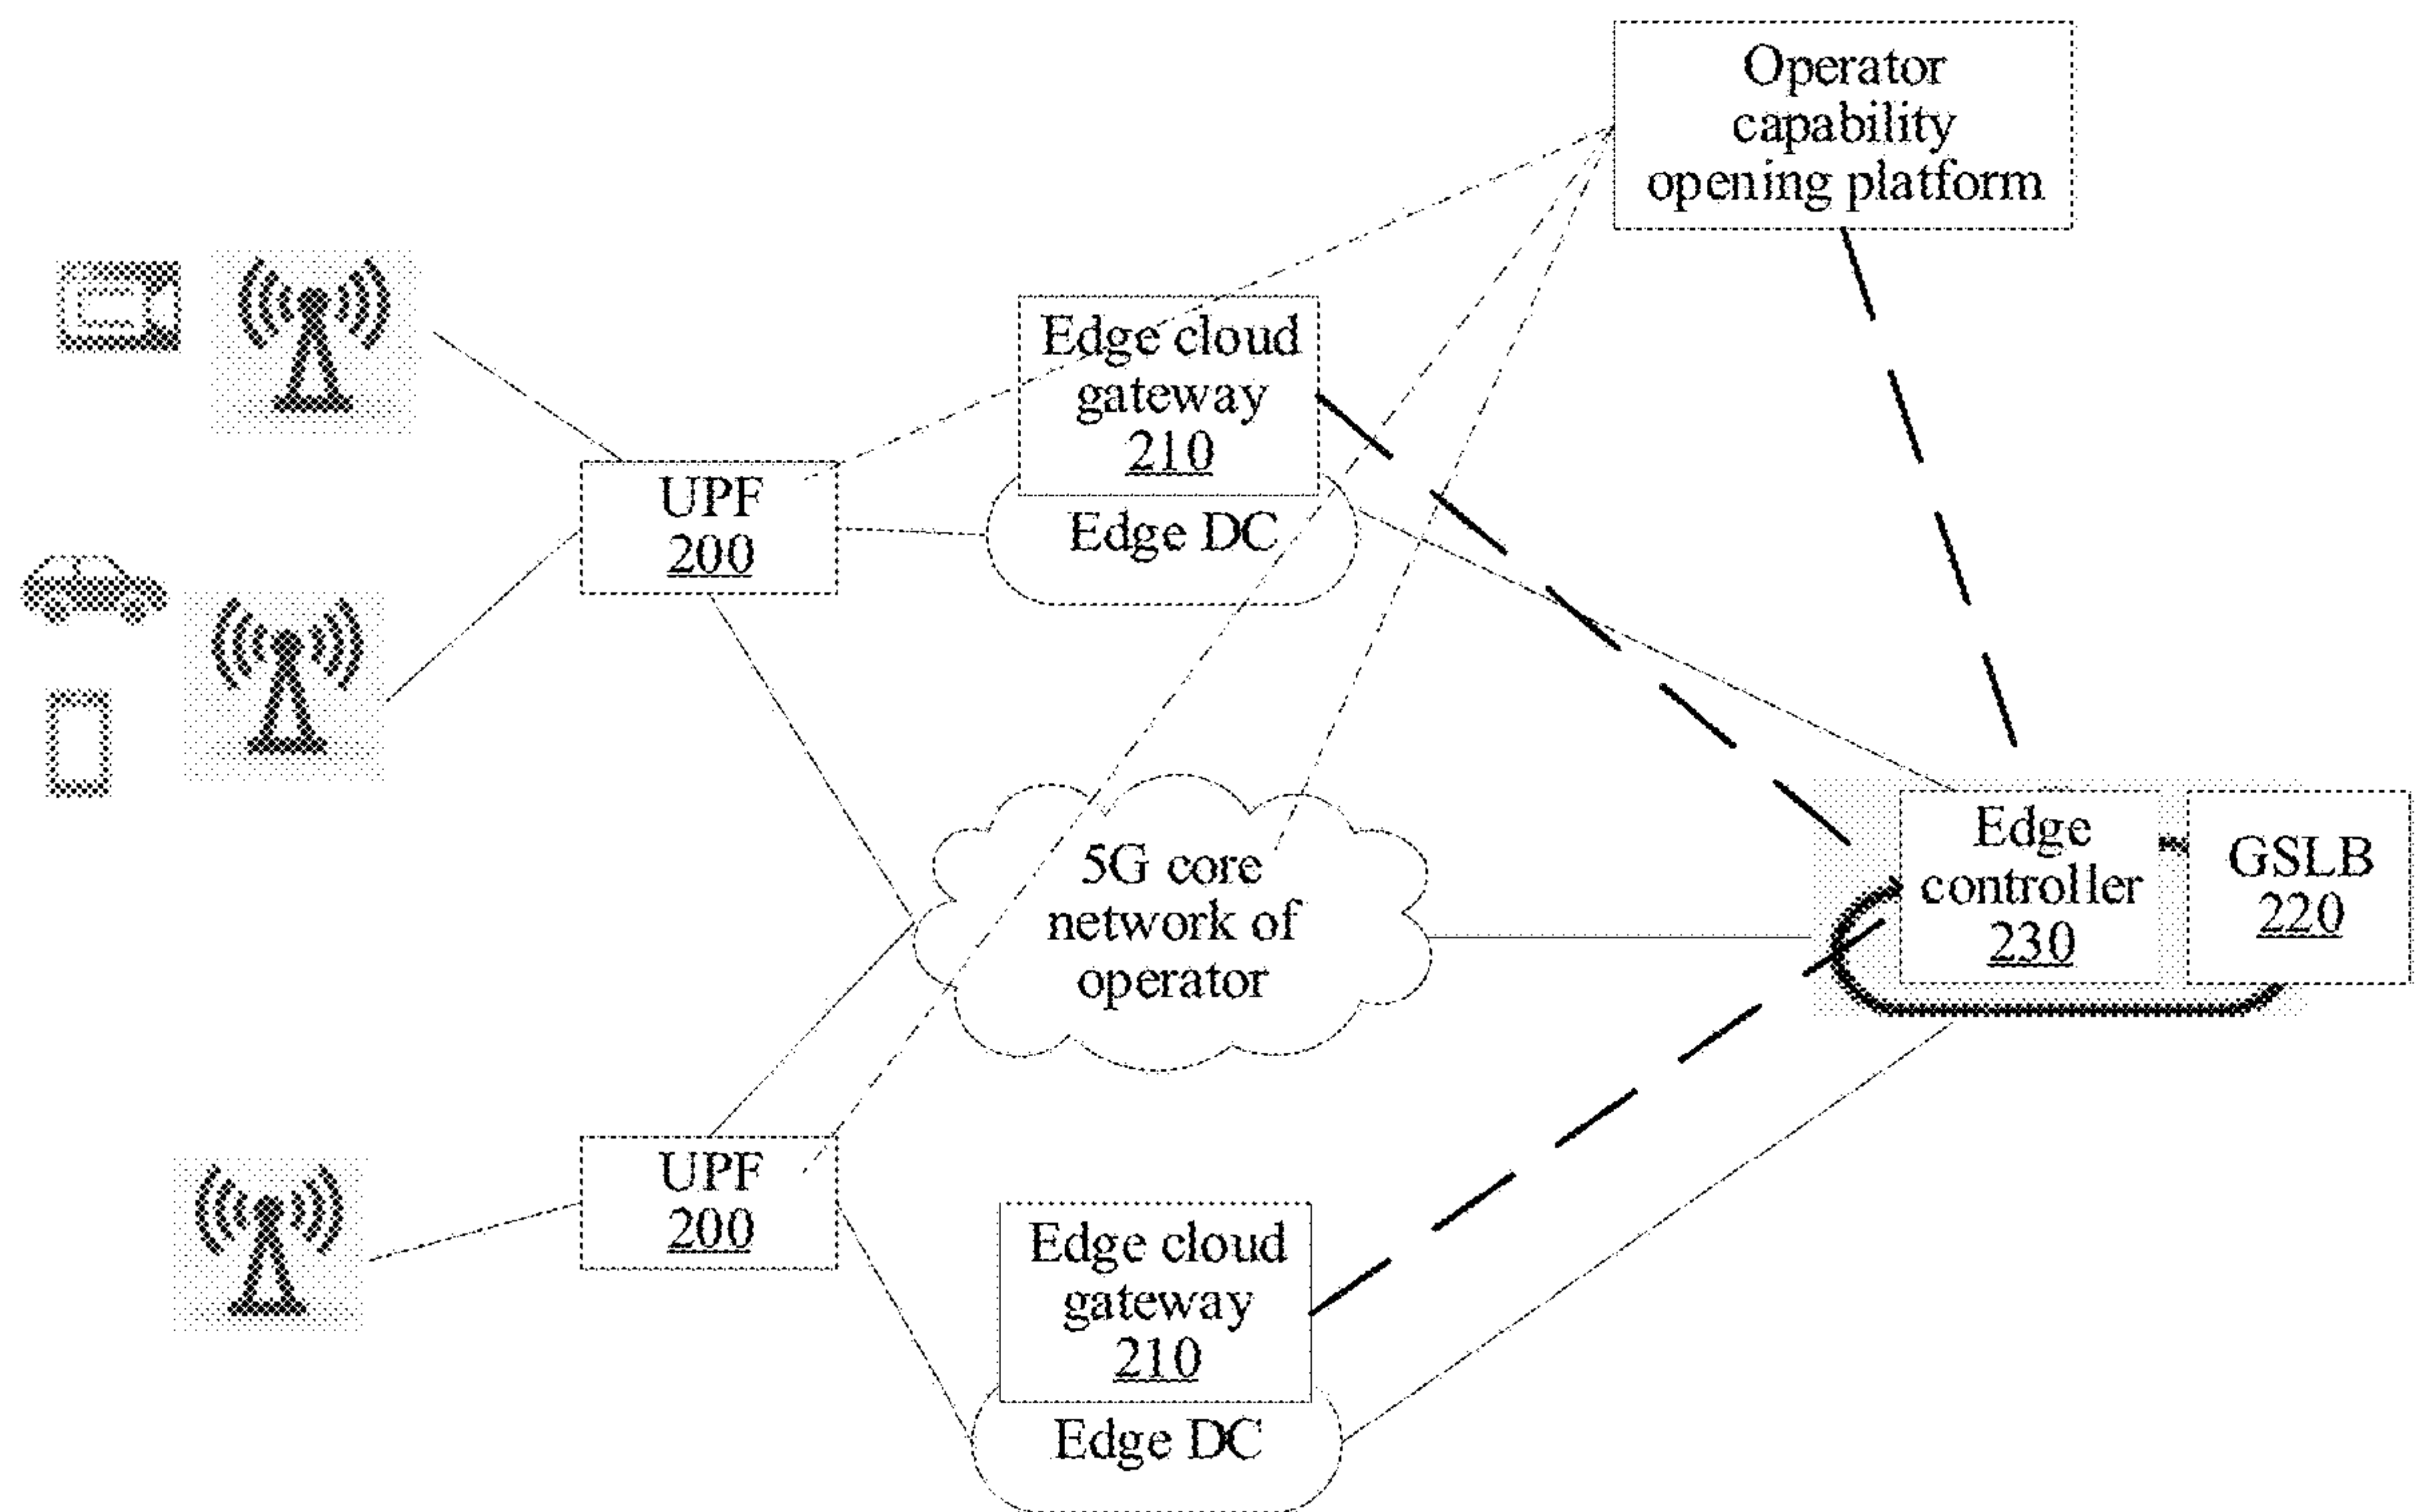 Operator
capability
opening platform
Edge cloud
gateway
210
Edge DC
UPF
200
5G core
network of
operator
Edge
controller
230
GSLB
220
UPF
200
Edge cloud
gateway
210
Edge DC